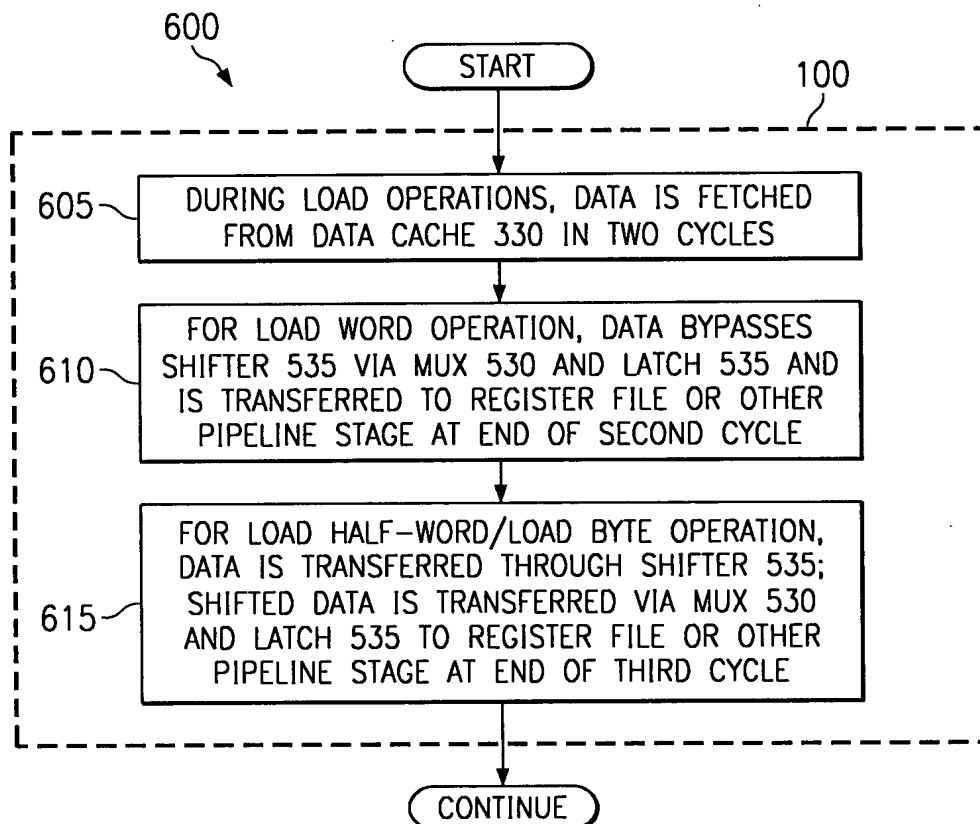 600
START
100
605
DURING LOAD OPERATIONS, DATA IS FETCHED
FROM DATA CACHE 330 IN TWO CYCLES
610
FOR LOAD WORD OPERATION, DATA BYPASSES
SHIFTER 535 VIA MUX 530 AND LATCH 535 AND
IS TRANSFERRED TO REGISTER FILE OR OTHER
PIPELINE STAGE AT END OF SECOND CYCLE
615
FOR LOAD HALF-WORD/LOAD BYTE OPERATION,
DATA IS TRANSFERRED THROUGH SHIFTER 535;
SHIFTED DATA IS TRANSFERRED VIA MUX 530
AND LATCH 535 TO REGISTER FILE OR OTHER
PIPELINE STAGE AT END OF THIRD CYCLE
CONTINUE